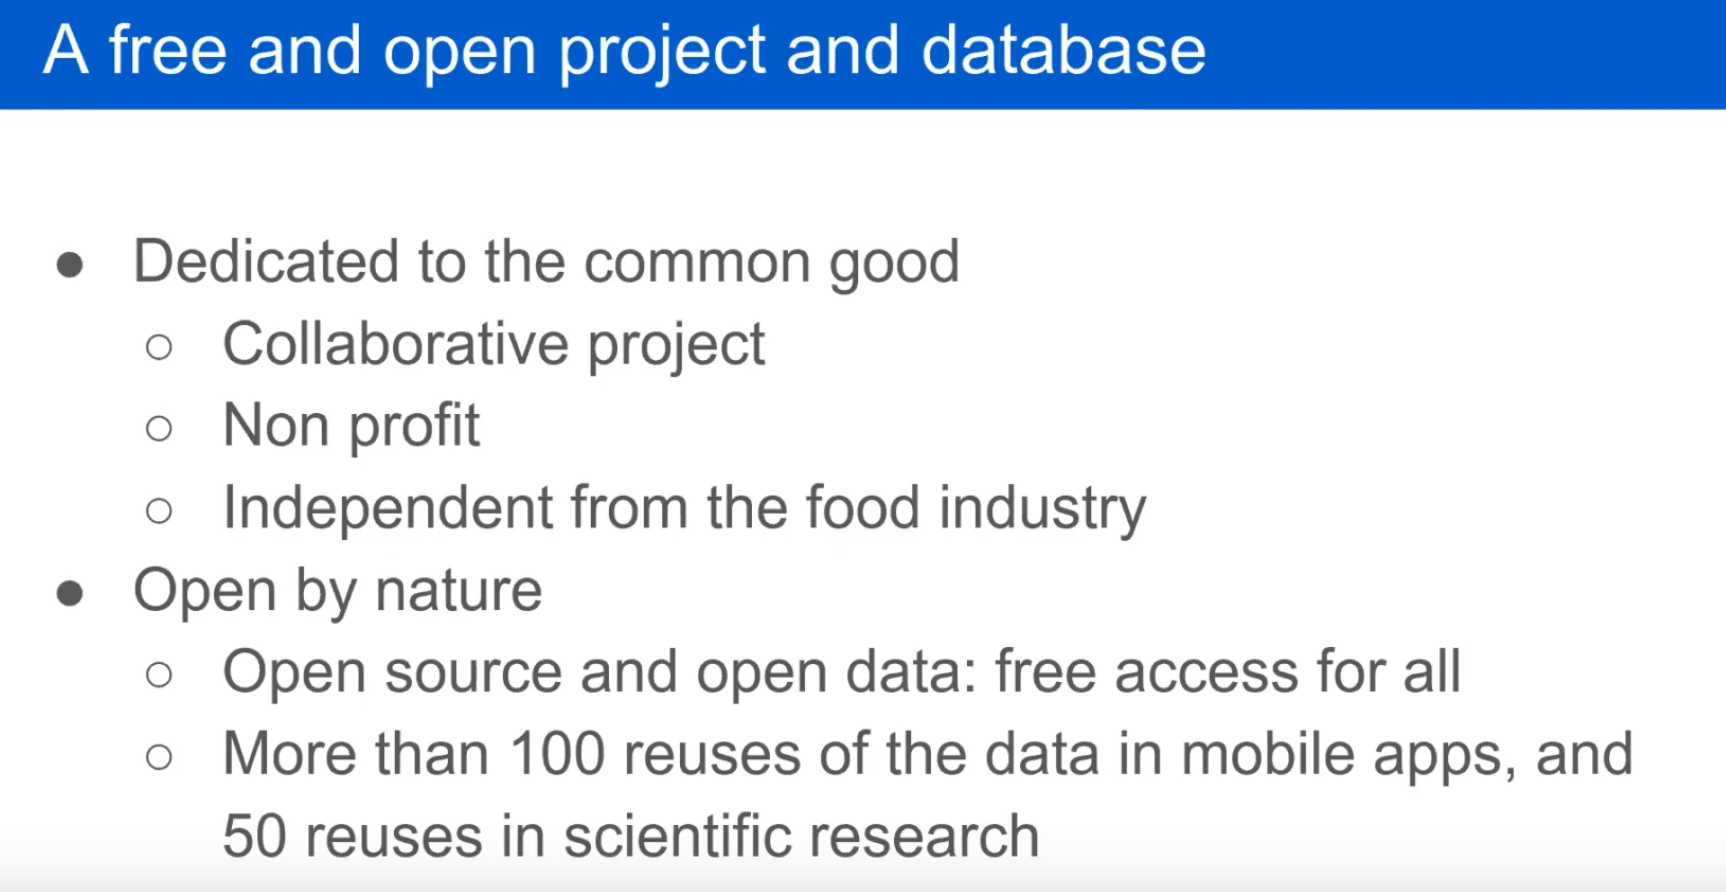 A free and open project and database
● Dedicated to the common good
○ Collaborative project
○ Non profit
○ Independent from the food industry
● Open by nature
○ Open source and open data: free access for all
○ More than 100 reuses of the data in mobile apps, and
50 reuses in scientific research